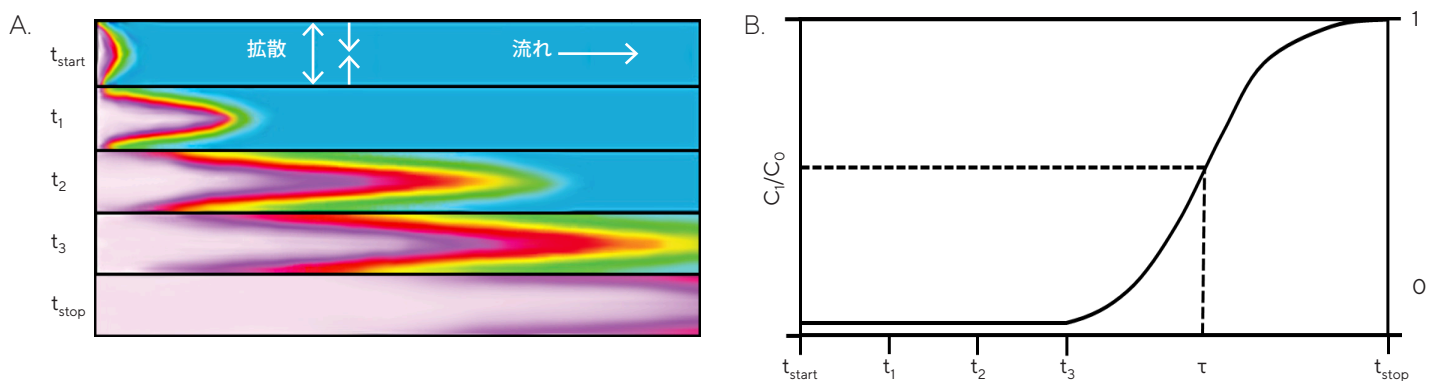 A.
t_start
拡散
流れ
t_1
t_2
t_3
t_stop
B.
C_1/C_0
1
0
t_start t_1 t_2 t_3 τ t_stop